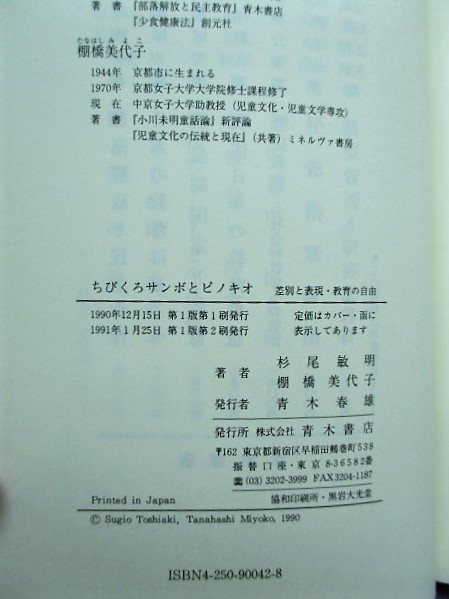 著　書　『部落解放と民主教育』青木書店
『少食健康法』創元社
たなはしみよこ
棚橋美代子
1944年　京都市に生まれる
1970年　京都女子大学大学院修士課程修了
現　在　中京女子大学助教授（児童文化・児童文学専攻）
著　書　『小川未明童話論』新評論
『児童文化の伝統と現在』（共著）ミネルヴァ書房
ちびくろサンボとピノキオ　差別と表現・教育の自由
1990年12月15日　第1版第1刷発行　定価はカバー・面に
1991年1月25日　第1版第2刷発行　表示してあります
著者　杉尾敏明
棚橋美代子
発行者　青木春雄
発行所　株式会社　青木書店
〒162　東京都新宿区早稲田鶴巻町538
振替口座・東京 8-36582番
☎(03) 3202-3999　FAX3204-1187
Printed in Japan　協和印刷所・黒岩大光堂
© Sugio Toshiaki, Tanahashi Miyoko, 1990
ISBN4-250-90042-8